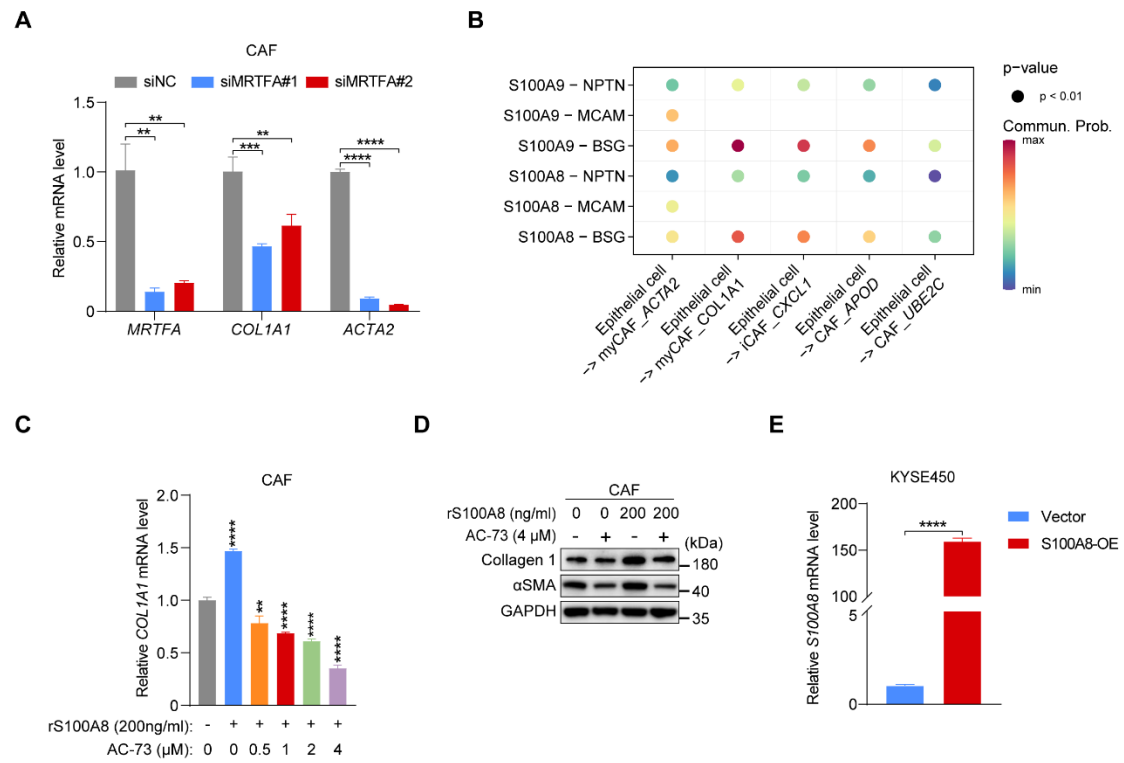 A
CAF
siNC siMRTFA#1 siMRTFA#2
Relative mRNA level
1.5
1.0
0.5
0
** ** *** ** **** ****
MRTFA COL1A1 ACTA2
B
S100A9 − NPTN
S100A9 − MCAM
S100A9 − BSG
S100A8 − NPTN
S100A8 − MCAM
S100A8 − BSG
Epithelial cell
−> myCAF_ACTA2
Epithelial cell
−> myCAF_COL1A1
Epithelial cell
−> iCAF_CXCL1
Epithelial cell
−> CAF_APOD
Epithelial cell
−> CAF_UBE2C
p−value
p < 0.01
Commun. Prob.
max
min
C
CAF
Relative COL1A1 mRNA level
2.0
1.5
1.0
0.5
0
**** ** **** **** ****
rS100A8 (200ng/ml): - + + + + +
AC-73 (μM): 0 0 0.5 1 2 4
D
CAF
rS100A8 (ng/ml) 0 0 200 200
AC-73 (4 μM) - + - + (kDa)
Collagen 1 180
αSMA 40
GAPDH 35
E
KYSE450
Relative S100A8 mRNA level
200
150
100
5
0
****
Vector
S100A8-OE